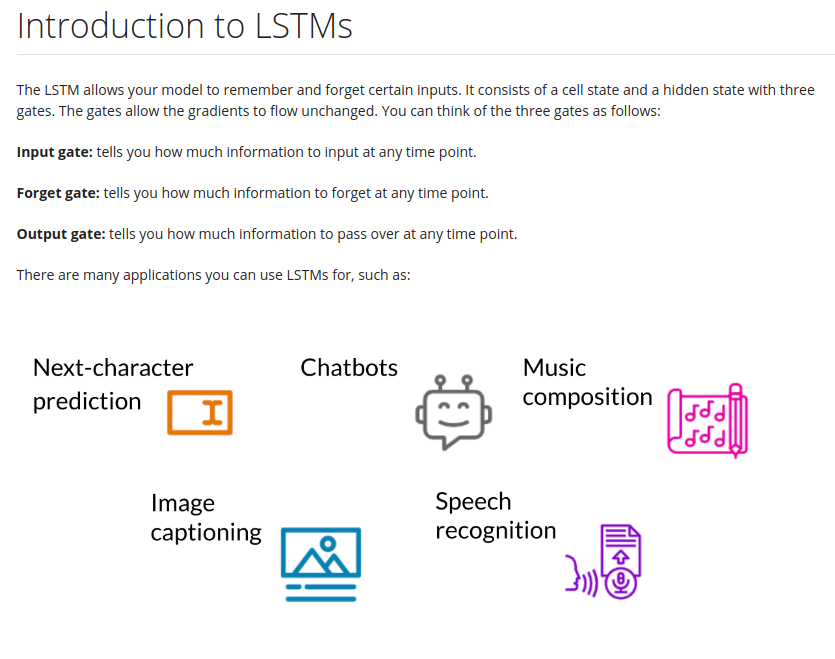 Introduction to LSTMs
The LSTM allows your model to remember and forget certain inputs. It consists of a cell state and a hidden state with three
gates. The gates allow the gradients to flow unchanged. You can think of the three gates as follows:
Input gate: tells you how much information to input at any time point.
Forget gate: tells you how much information to forget at any time point.
Output gate: tells you how much information to pass over at any time point.
There are many applications you can use LSTMs for, such as:
Next-character
prediction
Chatbots
Music
composition
Image
captioning
Speech
recognition